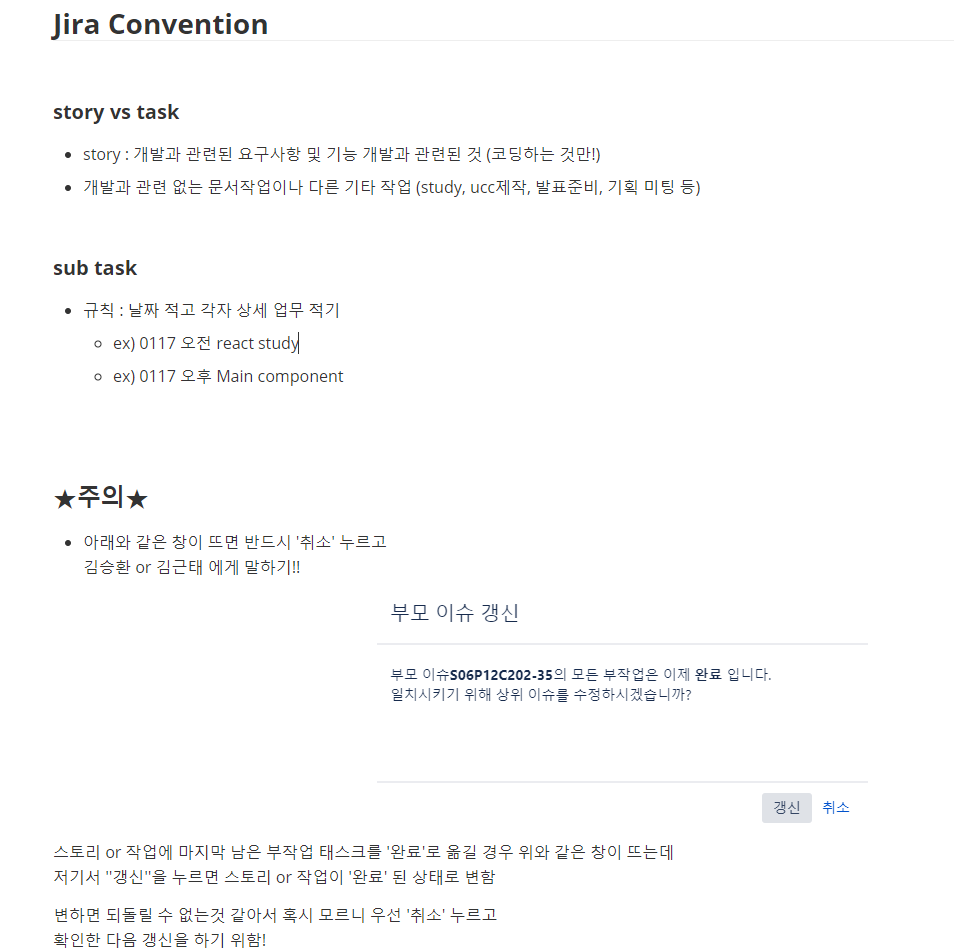 Jira Convention
story vs task
story : 개발과 관련된 요구사항 및 기능 개발과 관련된 것 (코딩하는 것만!)
개발과 관련 없는 문서작업이나 다른 기타 작업 (study, ucc제작, 발표준비, 기획 미팅 등)
sub task
규칙 : 날짜 적고 각자 상세 업무 적기
ex) 0117 오전 react study
ex) 0117 오후 Main component
★주의★
아래와 같은 창이 뜨면 반드시 '취소' 누르고
김승환 or 김근태 에게 말하기!!
부모 이슈 갱신
부모 이슈S06P12C202-35의 모든 부작업은 이제 완료 입니다.
일치시키기 위해 상위 이슈를 수정하시겠습니까?
갱신 취소
스토리 or 작업에 마지막 남은 부작업 태스크를 '완료'로 옮길 경우 위와 같은 창이 뜨는데
저기서 "갱신"을 누르면 스토리 or 작업이 '완료' 된 상태로 변함
변하면 되돌릴 수 없는것 같아서 혹시 모르니 우선 '취소' 누르고
확인한 다음 갱신을 하기 위함!